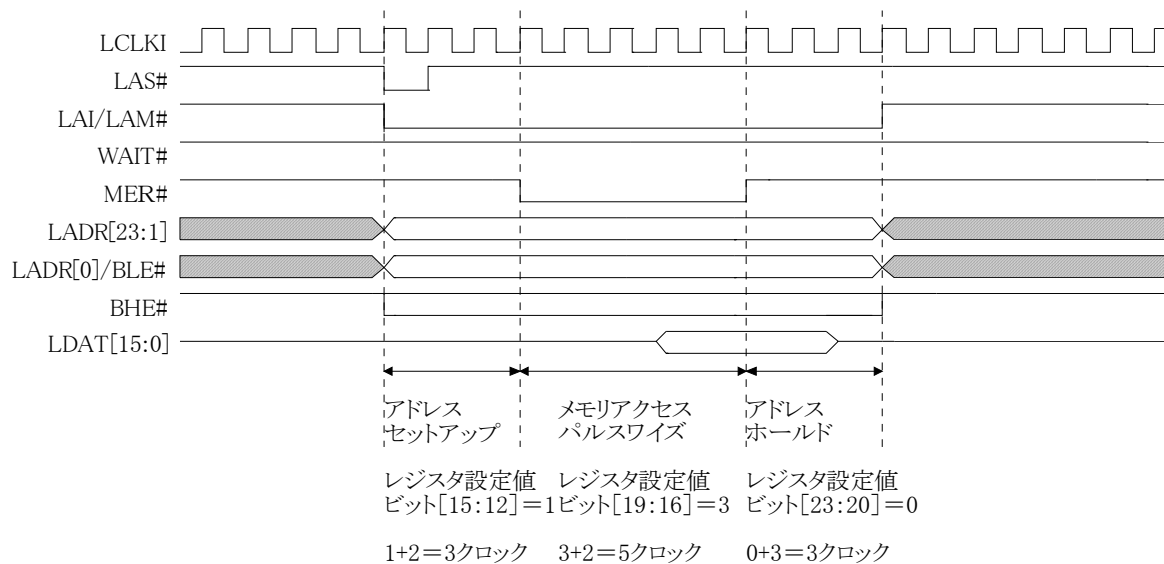 LCLKI
LAS#
LAI/LAM#
WAIT#
MER#
LADR[23:1]
LADR[0]/BLE#
BHE#
LDAT[15:0]
アドレス
セットアップ
メモリアクセス
パルスワイズ
アドレス
ホールド
レジスタ設定値
ビット[15:12]=1
レジスタ設定値
ビット[19:16]=3
レジスタ設定値
ビット[23:20]=0
1+2=3クロック
3+2=5クロック
0+3=3クロック